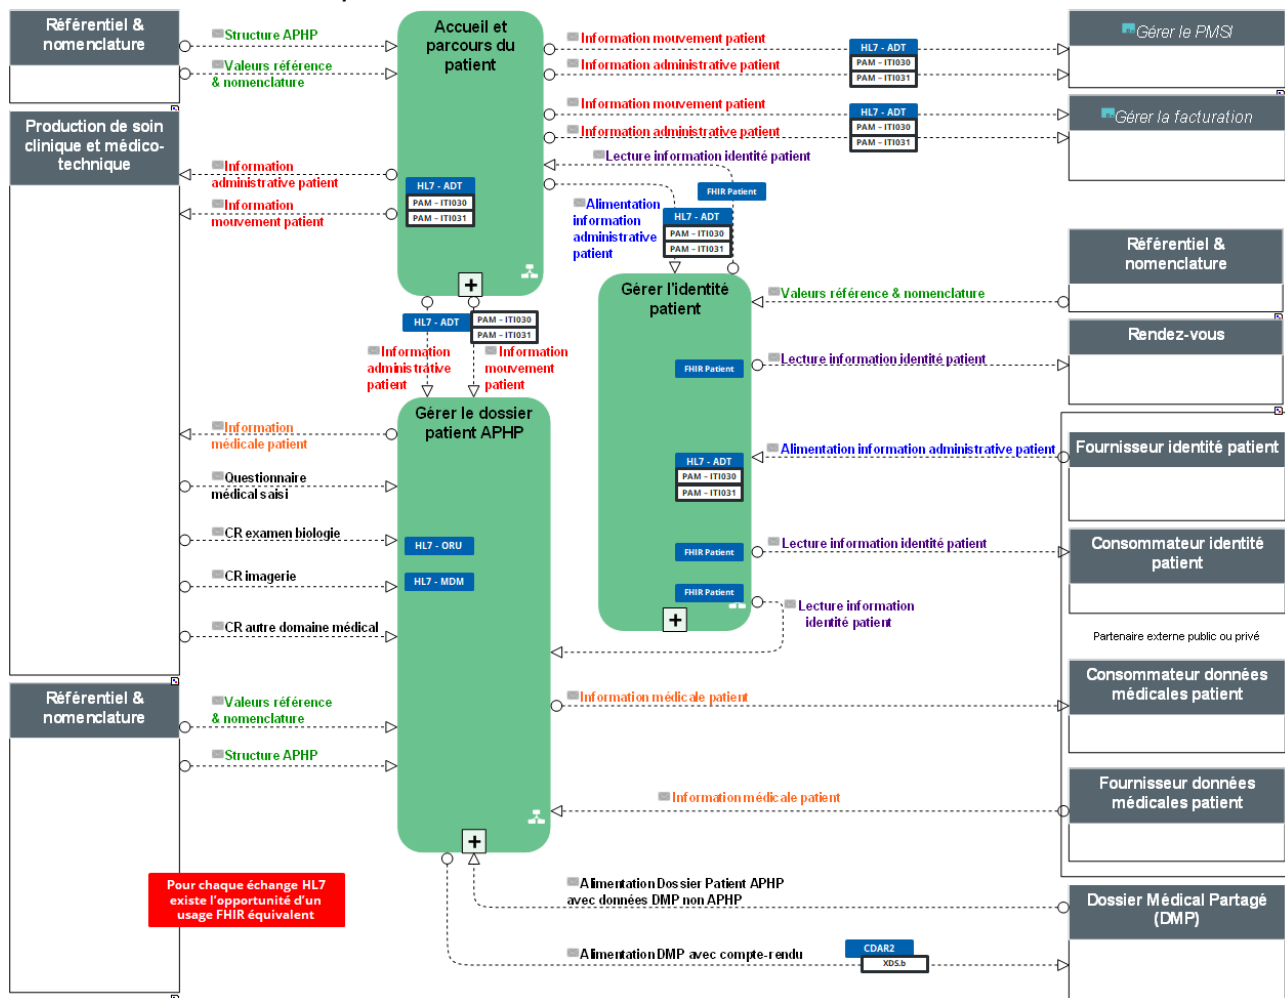 Référentiel &
nomenclature
Structure APHP
Valeurs référence
& nomenclature
Accueil et
parcours du
patient
Information mouvement patient
Information administrative patient
HL7 - ADT
PAM – ITI030
PAM – ITI031
Gérer le PMSI
Information mouvement patient
Information administrative patient
HL7 - ADT
PAM – ITI030
PAM – ITI031
Gérer la facturation
Production de soin
clinique et médico-
technique
Information
administrative patient
Information
mouvement patient
HL7 - ADT
PAM – ITI030
PAM – ITI031
Lecture information identité patient
FHIR Patient
Alimentation
information
administrative
patient
HL7 - ADT
PAM – ITI030
PAM – ITI031
Gérer l'identité
patient
Valeurs référence & nomenclature
Référentiel &
nomenclature
HL7 - ADT
PAM – ITI030
PAM – ITI031
Information
administrative
patient
Information
mouvement
patient
FHIR Patient
Lecture information identité patient
Rendez-vous
Gérer le dossier
patient APHP
Information
médicale patient
Questionnaire
médical saisi
CR examen biologie
HL7 - ORU
CR imagerie
HL7 - MDM
CR autre domaine médical
Alimentation information administrative patient
HL7 - ADT
PAM – ITI030
PAM – ITI031
Fournisseur identité patient
FHIR Patient
Lecture information identité patient
Consommateur identité
patient
FHIR Patient
Lecture information
identité patient
Partenaire externe public ou privé
Référentiel &
nomenclature
Valeurs référence
& nomenclature
Structure APHP
Information médicale patient
Consommateur données
médicales patient
Information médicale patient
Fournisseur données
médicales patient
Pour chaque échange HL7
existe l'opportunité d'un
usage FHIR équivalent
Alimentation Dossier Patient APHP
avec données DMP non APHP
Dossier Médical Partagé
(DMP)
Alimentation DMP avec compte-rendu
CDAR2
XDS.b